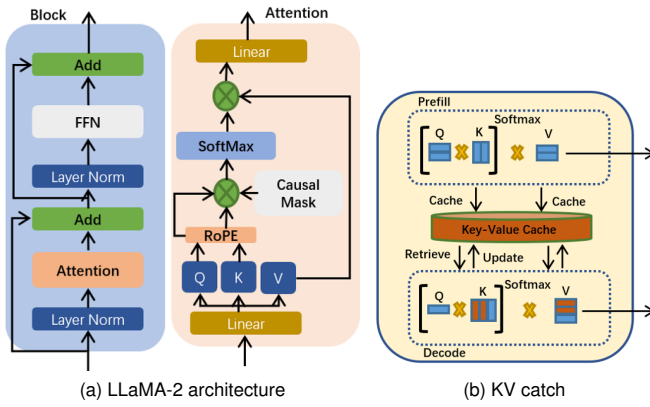 Block
Add
FFN
Layer Norm
Add
Attention
Layer Norm
Attention
Linear
SoftMax
Causal
Mask
RoPE
Q K V
Linear
(a) LLaMA-2 architecture
Prefill
Softmax
Q K V
Cache Cache
Key-Value Cache
Retrieve Update
Softmax
Q K V
Decode
(b) KV catch